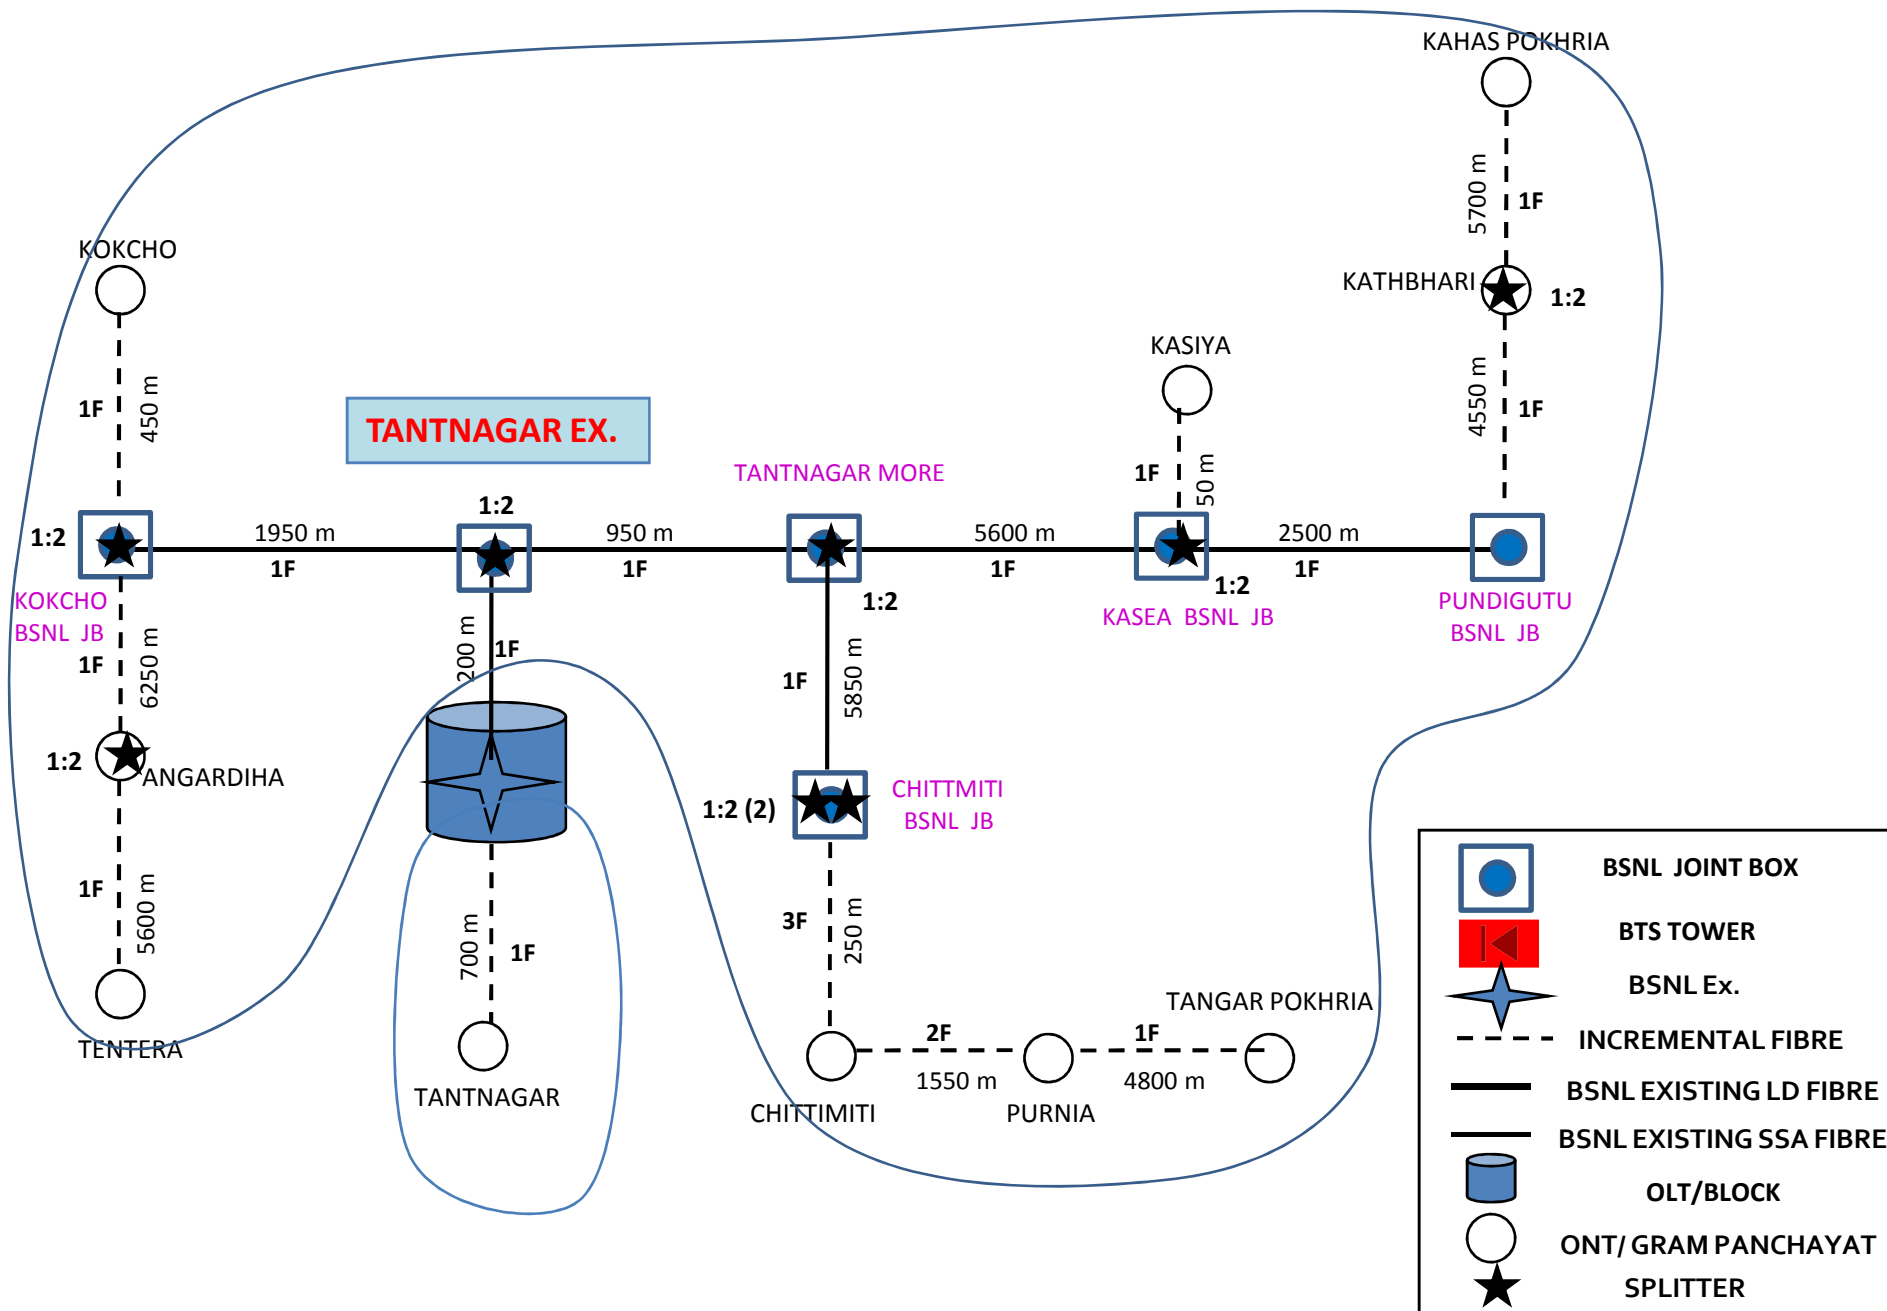 KAHAS POKHRIA
5700 m
1F
KOKCHO
KATHBHARI
1:2
KASIYA
1F
450 m
4550 m
1F
TANTNAGAR EX.
TANTNAGAR MORE
1F
50 m
1:2
1:2
1950 m
1F
950 m
1F
5600 m
1F
2500 m
1F
1:2
1:2
KOKCHO
BSNL JB
KASEA BSNL JB
PUNDIGUTU
BSNL JB
1F
6250 m
200 m
1F
1F
5850 m
1:2
ANGARDIHA
1:2 (2)
CHITTMITI
BSNL JB
1F
5600 m
700 m
1F
3F
250 m
TANGAR POKHRIA
TENTERA
2F
1F
1550 m
4800 m
TANTNAGAR
CHITTIMITI
PURNIA
BSNL JOINT BOX
BTS TOWER
BSNL Ex.
INCREMENTAL FIBRE
BSNL EXISTING LD FIBRE
BSNL EXISTING SSA FIBRE
OLT/BLOCK
ONT/ GRAM PANCHAYAT
SPLITTER